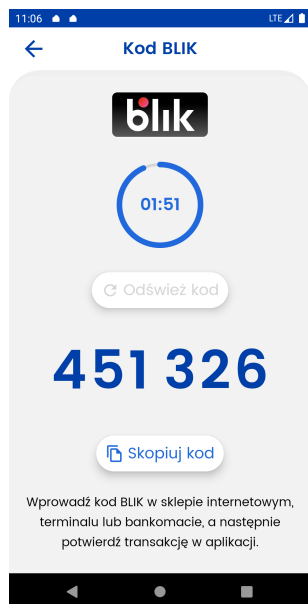 11:06
LTE
Kod BLIK
blik
01:51
Odśwież kod
451 326
Skopiuj kod
Wprowadź kod BLIK w sklepie internetowym,
terminalu lub bankomacie, a następnie
potwierdź transakcję w aplikacji.